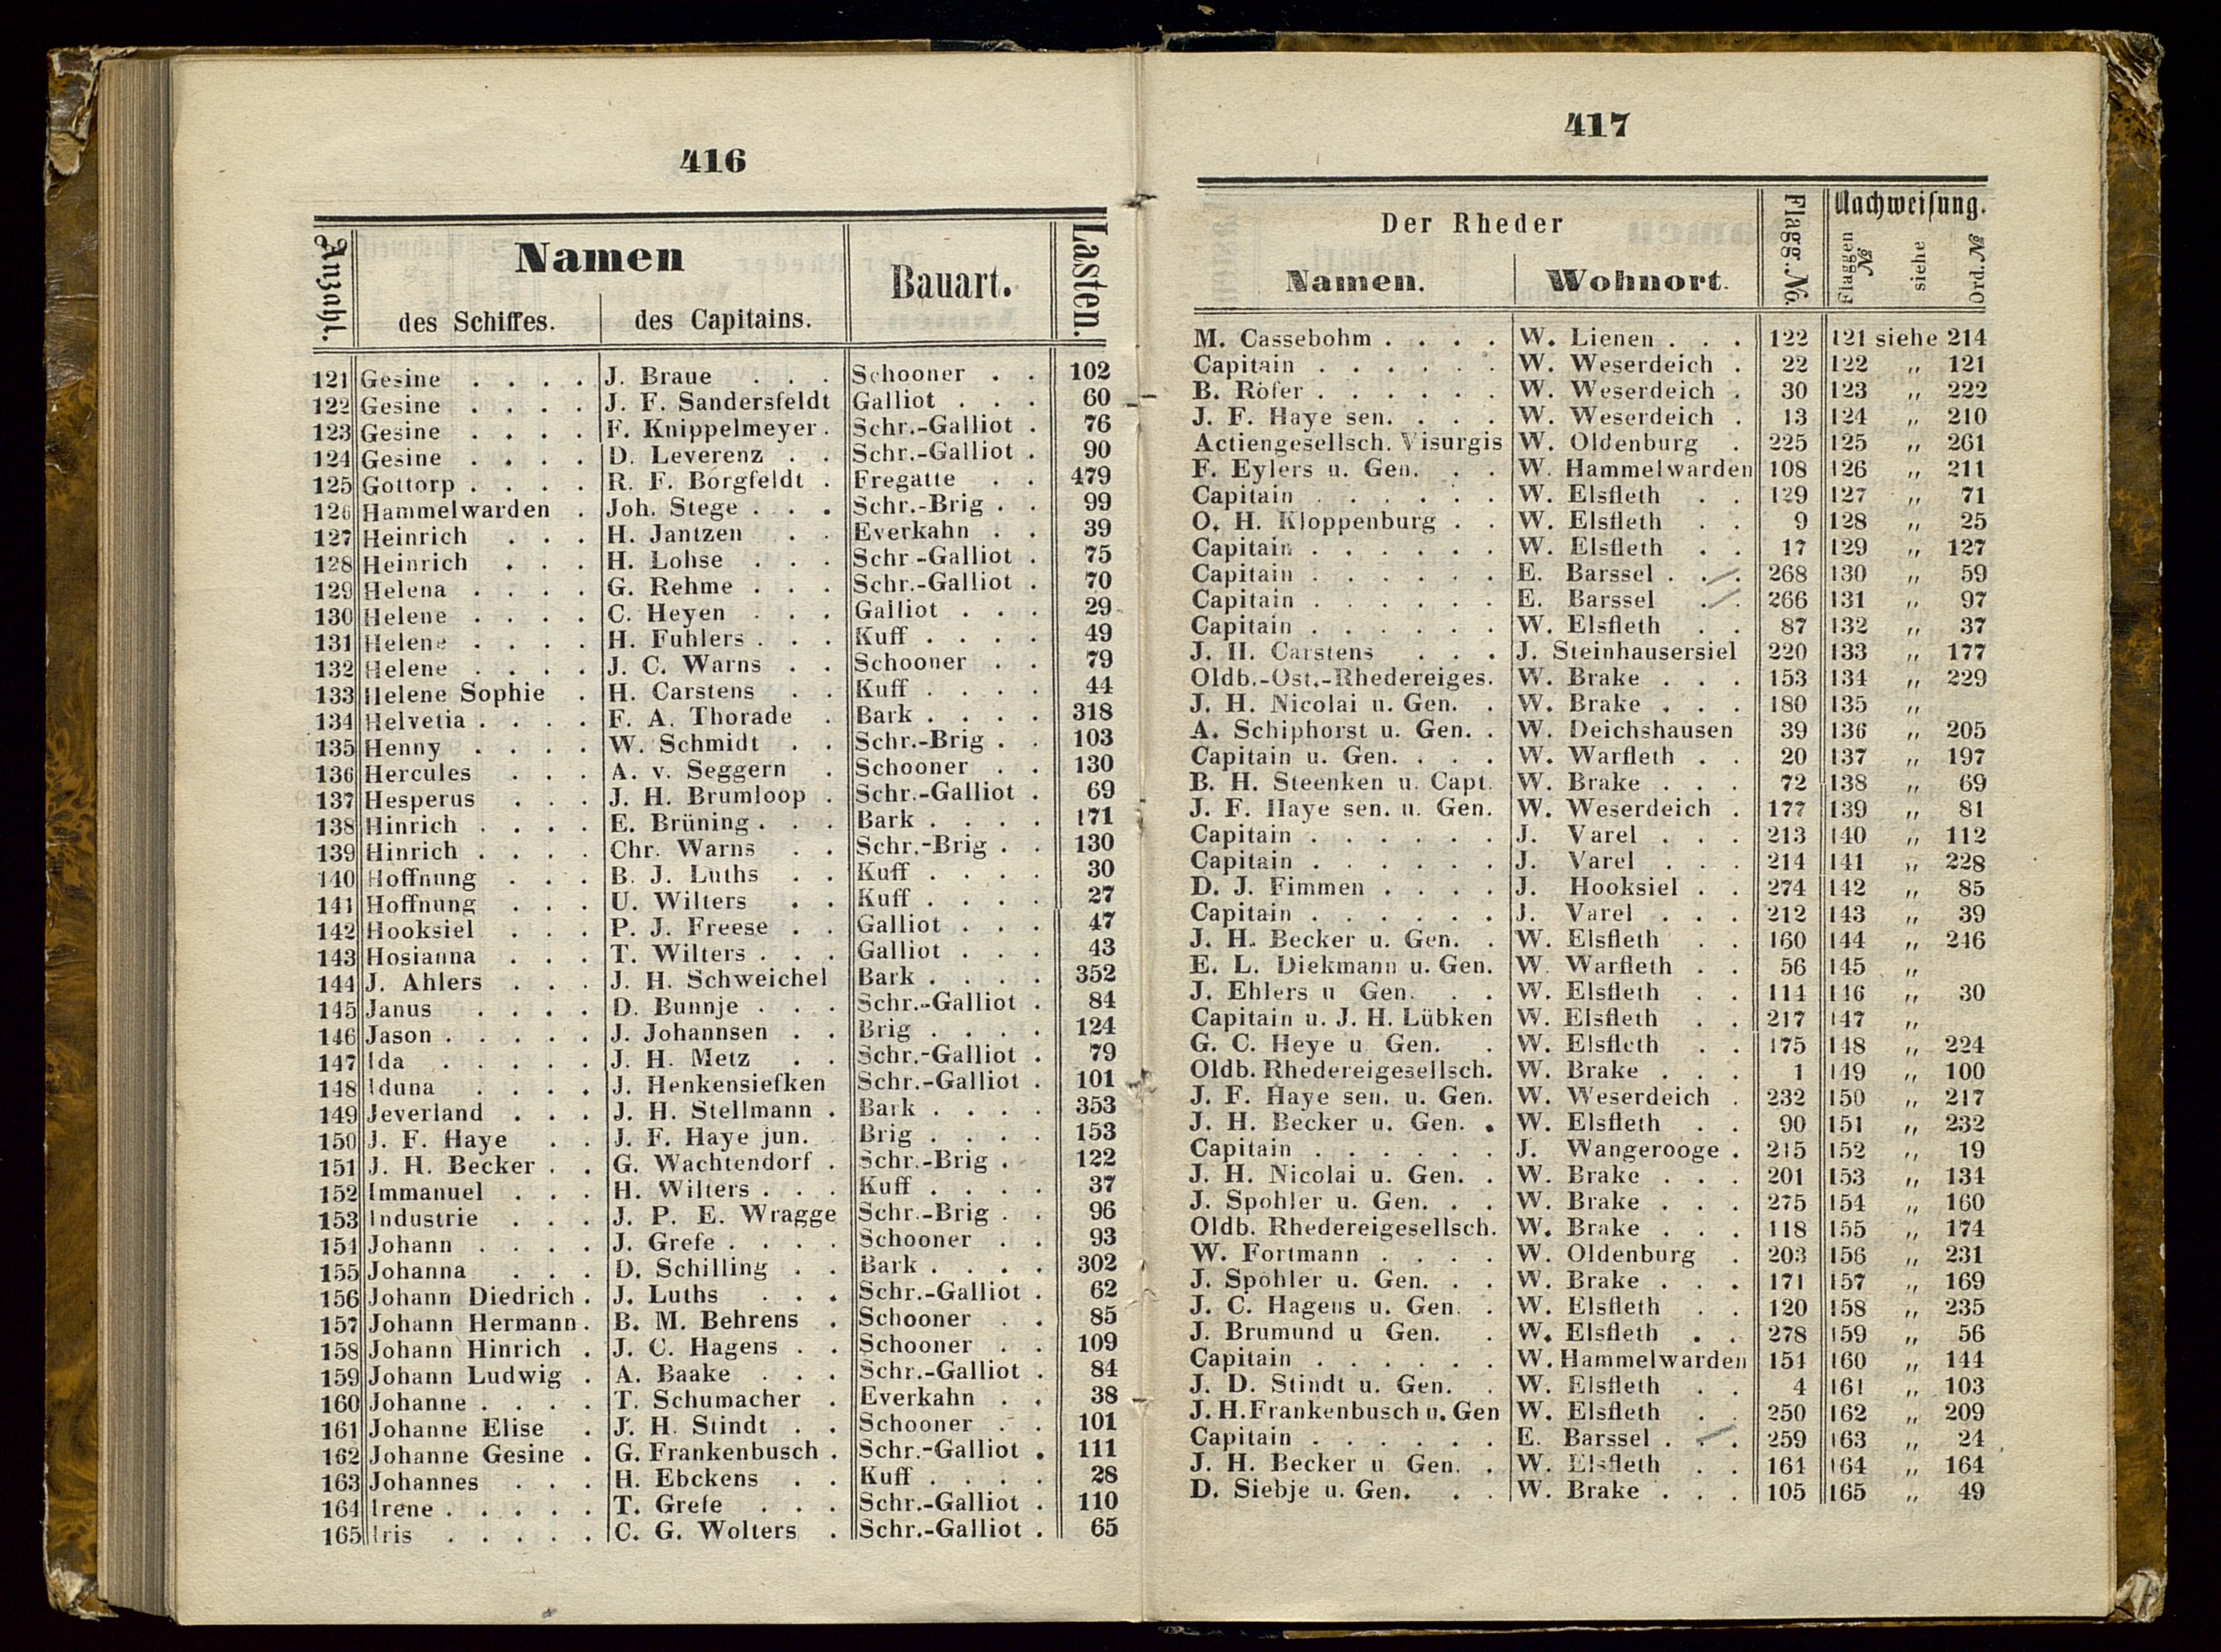 416
Anzahl. Namen Bauart. Lasten.
des Schiffes. des Capitains.
121 Gesine . . . . J. Braue . . . Schooner . . 102
122 Gesine . . . . J. F. Sandersfeldt Galliot . . . 60
123 Gesine . . . . F. Knippelmeyer . Schr.-Galliot . 76
124 Gesine . . . . D. Leverenz . . Schr.-Galliot . 90
125 Gottorp . . . . R. F. Borgfeldt . Fregatte . . 479
126 Hammelwarden . Joh. Stege . . . Schr.-Brig . . 99
127 Heinrich . . . H. Jantzen . . Everkahn . . 39
128 Heinrich . . . H. Lohse . . . Schr-Galliot . 75
129 Helena . . . . G. Rehme . . . Schr.-Galliot . 70
130 Helene . . . . C. Heyen . . . Galliot . . . 29
131 Helene . . . . H. Fuhlers . . . Kuff . . . . 49
132 Helene . . . . J. C. Warns . . Schooner . . 79
133 Helene Sophie . H. Carstens . . Kuff . . . . 44
134 Helvetia . . . . F. A. Thorade . Bark . . . . 318
135 Henny . . . . W. Schmidt . . Schr.-Brig . . 103
136 Hercules . . . A. v. Seggern . Schooner . . 130
137 Hesperus . . . J. H. Brumloop . Schr.-Galliot . 69
138 Hinrich . . . . E. Brüning . . . Bark . . . . 171
139 Hinrich . . . . Chr. Warns . . Schr.-Brig . . 130
140 Hoffnung . . . B. J. Luths . . Kuff . . . . 30
141 Hoffnung . . . U. Wilters . . Kuff . . . . 27
142 Hooksiel . . . P. J. Freese . . Galliot . . . 47
143 Hosianna . . . T. Wilters . . . Galliot . . . 43
144 J. Ahlers . . . J. H. Schweichel Bark . . . . 352
145 Janus . . . . D. Bunnje . . . Schr.-Galliot . 84
146 Jason . . . . . J. Johannsen . . Brig . . . . 124
147 Ida . . . . . J. H. Metz . . Schr.-Galliot . 79
148 Iduna . . . . J. Henkensiefken Schr.-Galliot . 101
149 Jeverland . . . J. H. Stellmann . Bark . . . . 353
150 J. F. Haye . . J. F. Haye jun. . Brig . . . . 153
151 J. H. Becker . . G. Wachtendorf . Schr.-Brig . . 122
152 Immanuel . . . H. Wilters . . . Kuff . . . . 37
153 Industrie . . . J. P. E. Wragge Schr.-Brig . . 96
154 Johann . . . . J. Grefe . . . . Schooner . . 93
155 Johanna . . . D. Schilling . . Bark . . . . 302
156 Johann Diedrich . J. Luths . . . Schr.-Galliot . 62
157 Johann Hermann . B. M. Behrens . Schooner . . 85
158 Johann Hinrich . J. C. Hagens . . Schooner . . 109
159 Johann Ludwig . A. Baake . . . Schr.-Galliot . 84
160 Johanne . . . . T. Schumacher . Everkahn . . 38
161 Johanne Elise . J. H. Stindt . . Schooner . . 101
162 Johanne Gesine . G. Frankenbusch . Schr.-Galliot . 111
163 Johannes . . . H. Ebckens . . Kuff . . . . 28
164 Irene . . . . . T. Grefe . . . Schr.-Galliot . 110
165 Iris . . . . . C. G. Wolters . Schr.-Galliot . 65
417
Der Rheder Flagg.-No. Nachweisung.
Namen. Wohnort. Flaggen № siehe Ord. №
M. Cassebohm . . . . W. Lienen . . . 122 121 siehe 214
Capitain . . . . . . W. Weserdeich . 22 122 „ 121
B. Röfer . . . . . . W. Weserdeich . 30 123 „ 222
J. F. Haye sen. . . . W. Weserdeich . 13 124 „ 210
Actiengesellsch. Visurgis W. Oldenburg . 225 125 „ 261
F. Eylers u. Gen. . . W. Hammelwarden 108 126 „ 211
Capitain . . . . . . W. Elsfleth . . 129 127 „ 71
O. H. Kloppenburg . . W. Elsfleth . . 9 128 „ 25
Capitain . . . . . . W. Elsfleth . . 17 129 „ 127
Capitain . . . . . . E. Barssel . . . 268 130 „ 59
Capitain . . . . . . E. Barssel . . 266 131 „ 97
Capitain . . . . . . W. Elsfleth . . 87 132 „ 37
J. H. Carstens . . . J. Steinhausersiel 220 133 „ 177
Oldb.-Ost.-Rhedereiges. W. Brake . . . 153 134 „ 229
J. H. Nicolai u. Gen. . W. Brake . . . 180 135 „
A. Schiphorst u. Gen. . W. Deichshausen 39 136 „ 205
Capitain u. Gen. . . . W. Warfleth . . 20 137 „ 197
B. H. Steenken u. Capt. W. Brake . . . 72 138 „ 69
J. F. Haye sen. u. Gen. W. Weserdeich . 177 139 „ 81
Capitain . . . . . . J. Varel . . . 213 140 „ 112
Capitain . . . . . . J. Varel . . . 214 141 „ 228
D. J. Fimmen . . . . J. Hooksiel . . 274 142 „ 85
Capitain . . . . . . J. Varel . . . 212 143 „ 39
J. H. Becker u. Gen. . W. Elsfleth . . 160 144 „ 246
E. L. Diekmann u. Gen. W. Warfleth . . 56 145 „
J. Ehlers u Gen. . . W. Elsfleth . . 114 146 „ 30
Capitain u. J. H. Lübken W. Elsfleth . . 217 147 „
G. C. Heye u Gen. . W. Elsfleth . . 175 148 „ 224
Oldb. Rhedereigesellsch. W. Brake . . . 1 149 „ 100
J. F. Haye sen. u. Gen. W. Weserdeich . 232 150 „ 217
J. H. Becker u. Gen. . W. Elsfleth . . 90 151 „ 232
Capitain . . . . . . J. Wangerooge . 215 152 „ 19
J. H. Nicolai u. Gen. . W. Brake . . . 201 153 „ 134
J. Spohler u. Gen. . . W. Brake . . . 275 154 „ 160
Oldb. Rhedereigesellsch. W. Brake . . . 118 155 „ 174
W. Fortmann . . . . W. Oldenburg . 203 156 „ 231
J. Spöhler u. Gen. . . W. Brake . . . 171 157 „ 169
J. C. Hagens u. Gen. . W. Elsfleth . . 120 158 „ 235
J. Brumund u Gen. . W. Elsfleth . . 278 159 „ 56
Capitain . . . . . . W. Hammelwarden 154 160 „ 144
J. D. Stindt u. Gen. . W. Elsfleth . . 4 161 „ 103
J. H. Frankenbusch u. Gen W. Elsfleth . . 250 162 „ 209
Capitain . . . . . . E. Barssel . . . 259 163 „ 24
J. H. Becker u. Gen. . W. Elsfleth . . 161 164 „ 164
D. Siebje u. Gen. . . W. Brake . . . 105 165 „ 49